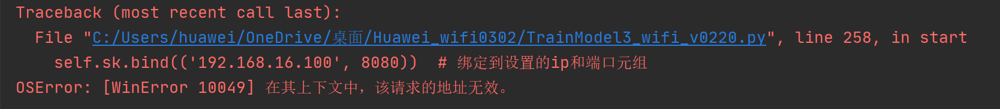 Traceback (most recent call last):
File "C:/Users/huawei/OneDrive/桌面/Huawei_wifi0302/TrainModel3_wifi_v0220.py", line 258, in start
self.sk.bind(('192.168.16.100', 8080))  # 绑定到设置的ip和端口元组
OSError: [WinError 10049] 在其上下文中，该请求的地址无效。